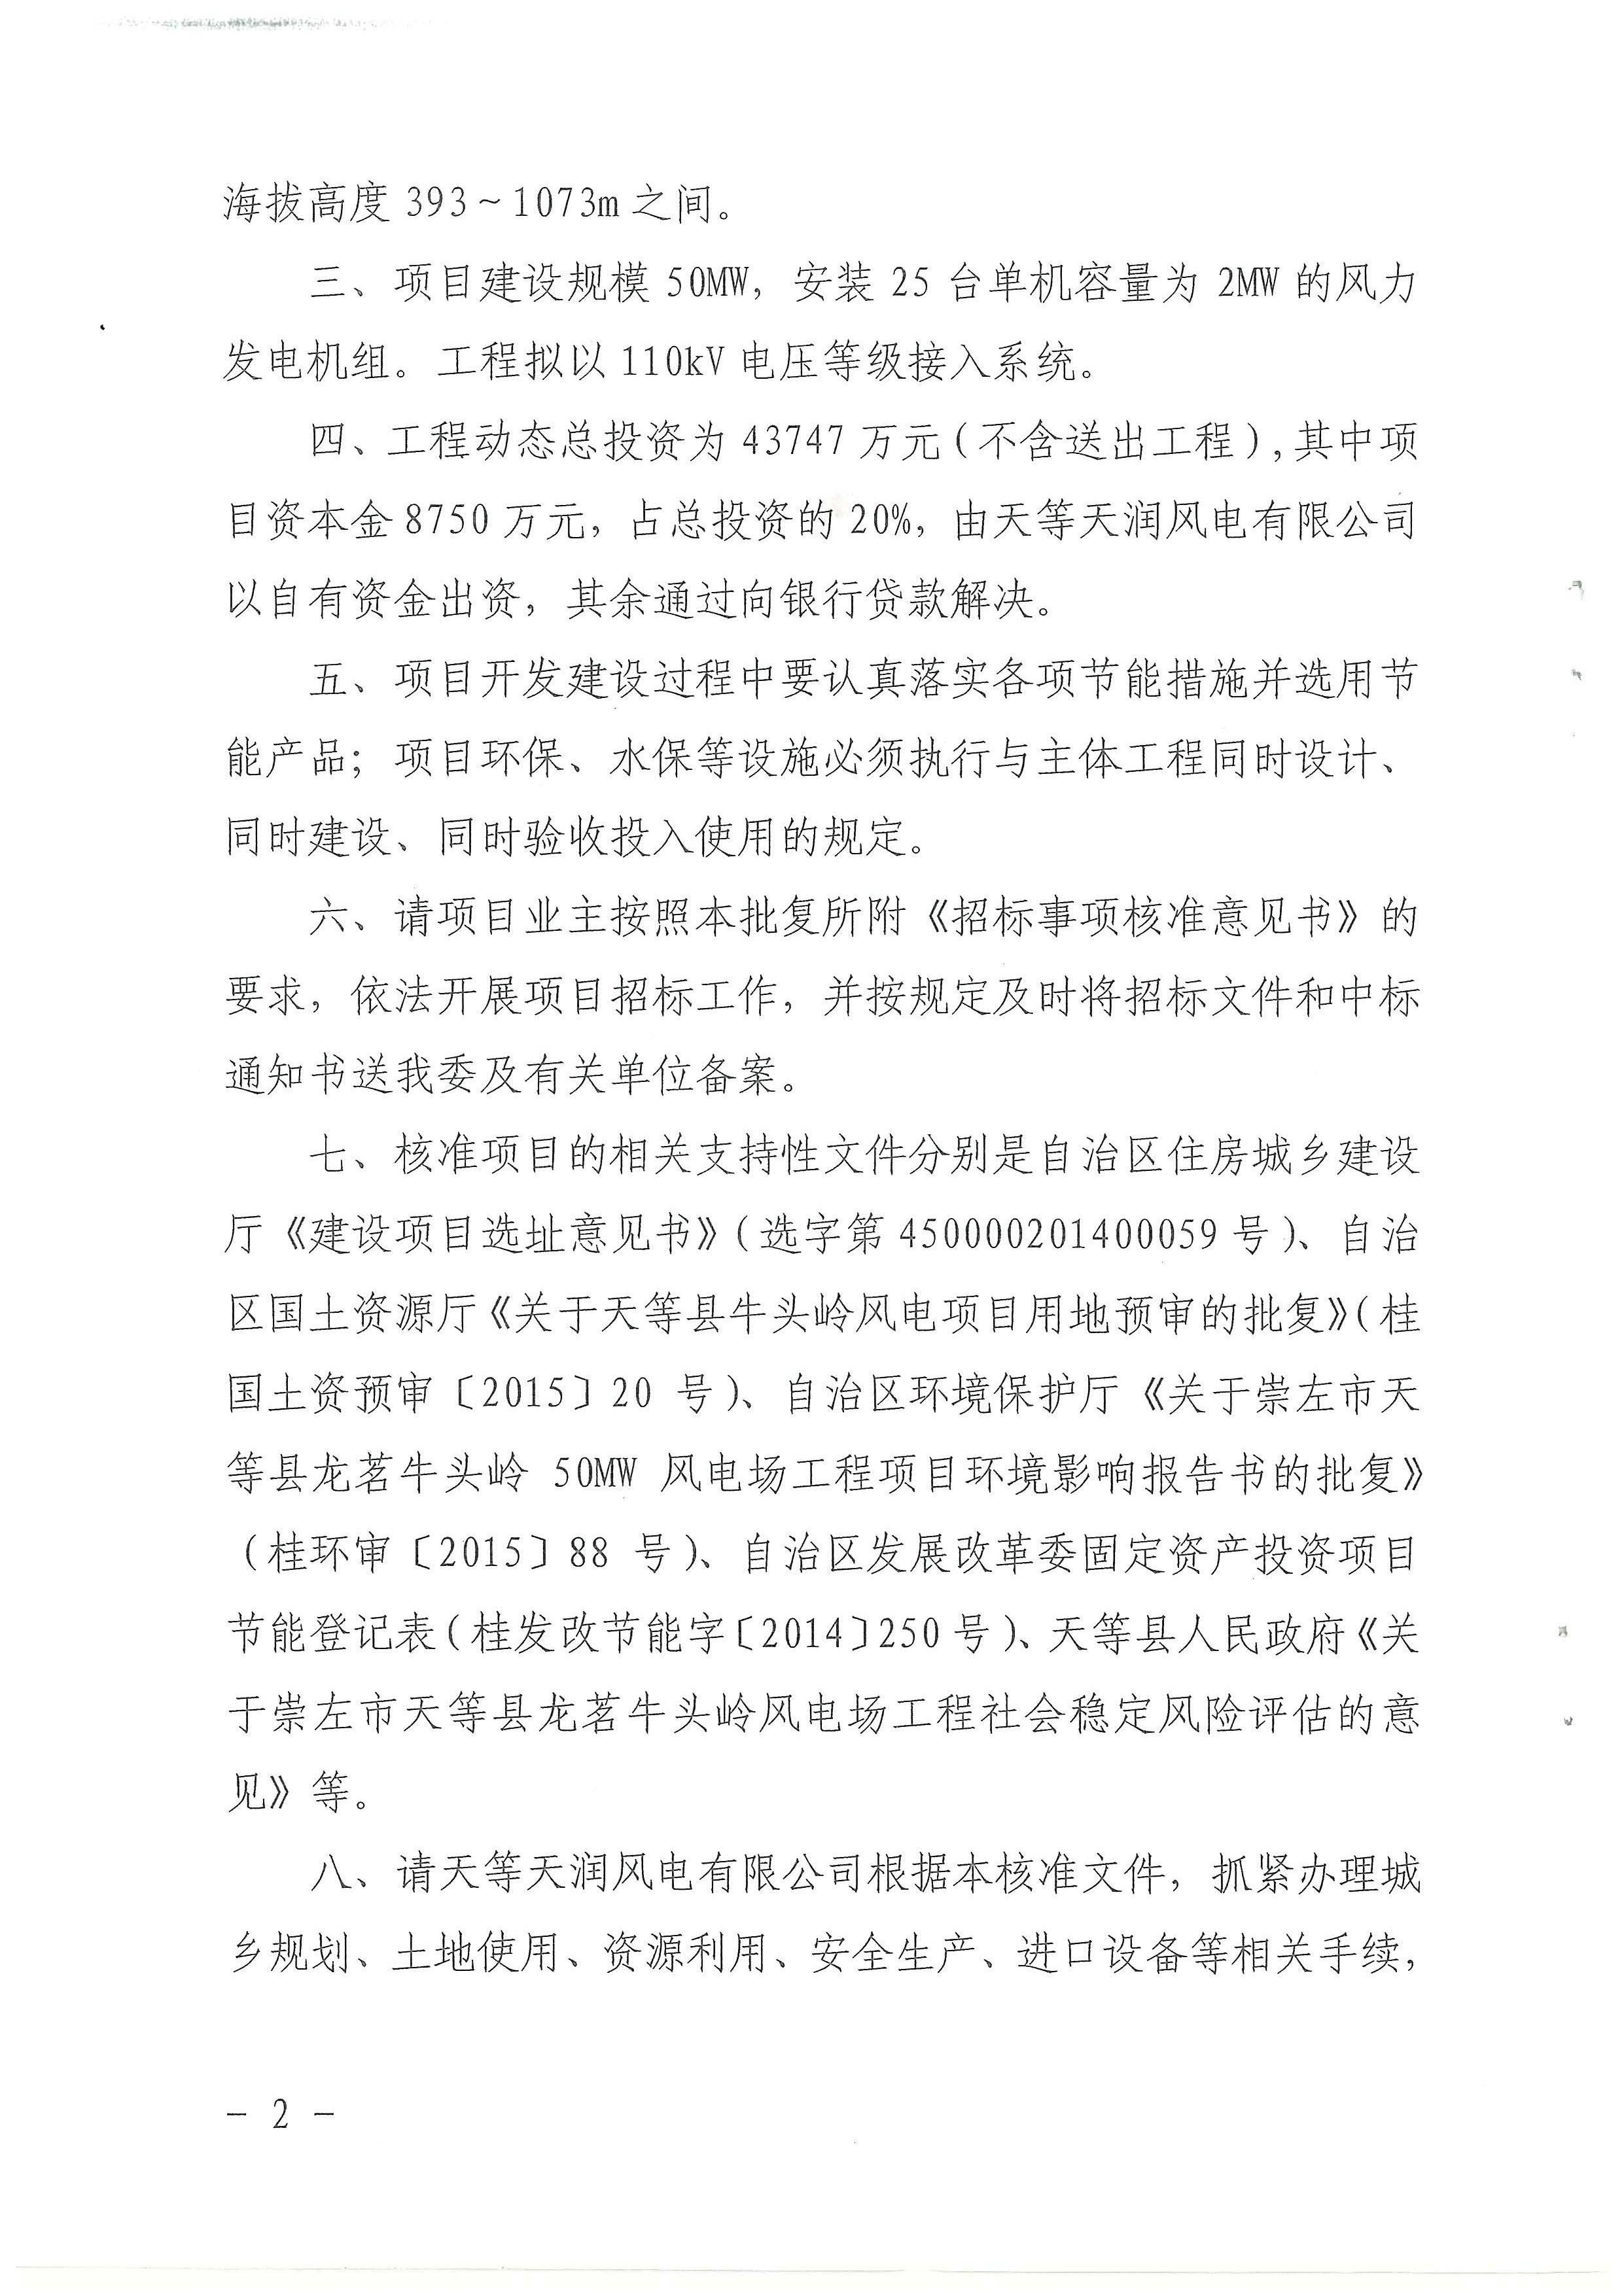 海拔高度 393～1073m 之间。
三、项目建设规模 50MW，安装 25 台单机容量为 2MW 的风力
发电机组。工程拟以 110kV 电压等级接入系统。
四、工程动态总投资为 43747 万元（不含送出工程），其中项
目资本金 8750 万元，占总投资的 20%，由天等天润风电有限公司
以自有资金出资，其余通过向银行贷款解决。
五、项目开发建设过程中要认真落实各项节能措施并选用节
能产品；项目环保、水保等设施必须执行与主体工程同时设计、
同时建设、同时验收投入使用的规定。
六、请项目业主按照本批复所附《招标事项核准意见书》的
要求，依法开展项目招标工作，并按规定及时将招标文件和中标
通知书送我委及有关单位备案。
七、核准项目的相关支持性文件分别是自治区住房城乡建设
厅《建设项目选址意见书》（选字第 450000201400059 号）、自治
区国土资源厅《关于天等县牛头岭风电项目用地预审的批复》（桂
国土资预审〔2015〕20 号）、自治区环境保护厅《关于崇左市天
等县龙茗牛头岭 50MW 风电场工程项目环境影响报告书的批复》
（桂环审〔2015〕88 号）、自治区发展改革委固定资产投资项目
节能登记表（桂发改节能字〔2014〕250 号）、天等县人民政府《关
于崇左市天等县龙茗牛头岭风电场工程社会稳定风险评估的意
见》等。
八、请天等天润风电有限公司根据本核准文件，抓紧办理城
乡规划、土地使用、资源利用、安全生产、进口设备等相关手续，
- 2 -